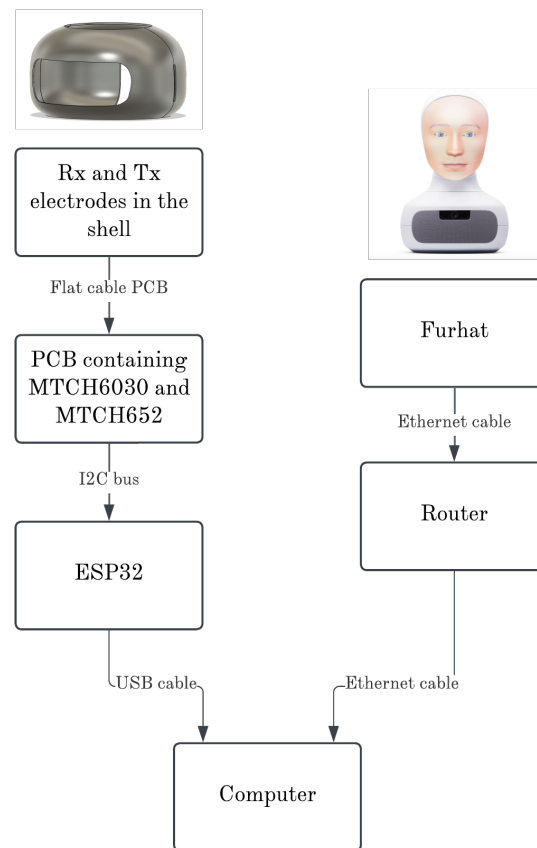 Rx and Tx
electrodes in the
shell
Flat cable PCB
PCB containing
MTCH6030 and
MTCH652
I2C bus
ESP32
USB cable
Furhat
Ethernet cable
Router
Ethernet cable
Computer